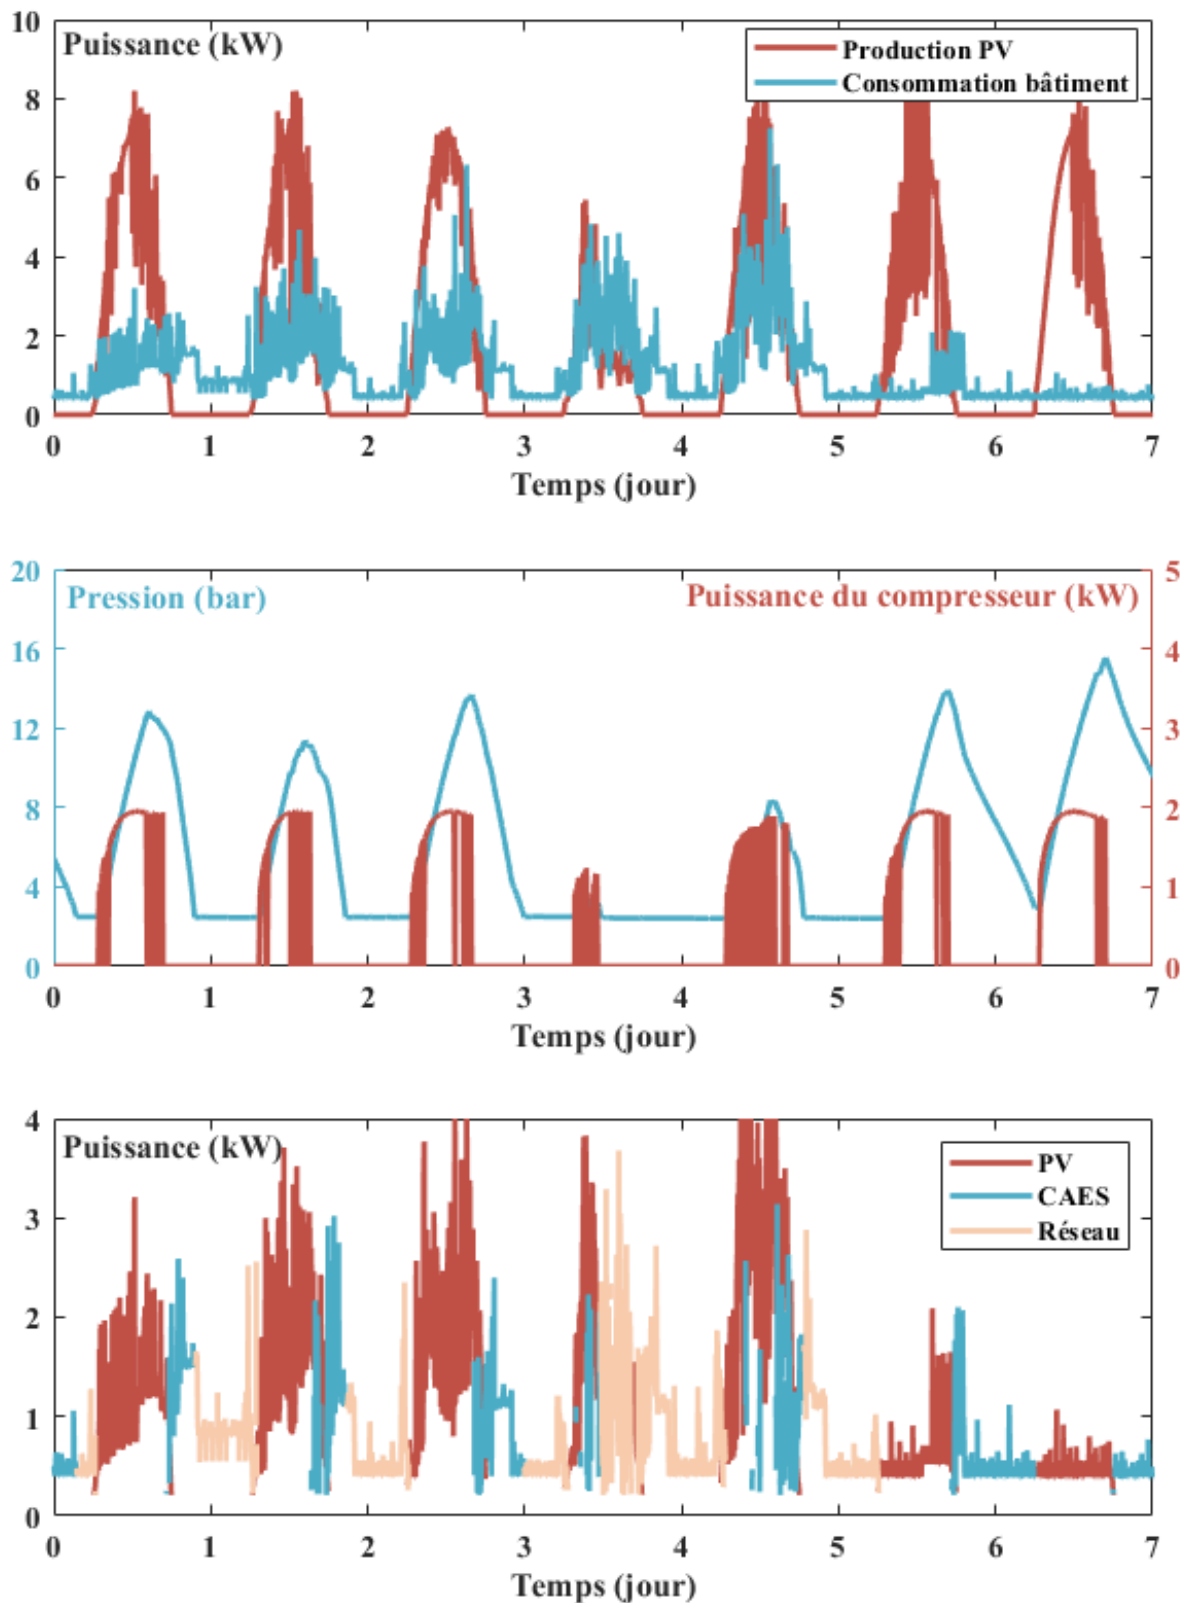 10
Puissance (kW)
Production PV
Consommation bâtiment
8
6
4
2
0
0 1 2 3 4 5 6 7
Temps (jour)
20 5
Pression (bar) Puissance du compresseur (kW)
16 4
12 3
8 2
4 1
0 0
0 1 2 3 4 5 6 7
Temps (jour)
4
Puissance (kW)
PV
CAES
Réseau
3
2
1
0
0 1 2 3 4 5 6 7
Temps (jour)